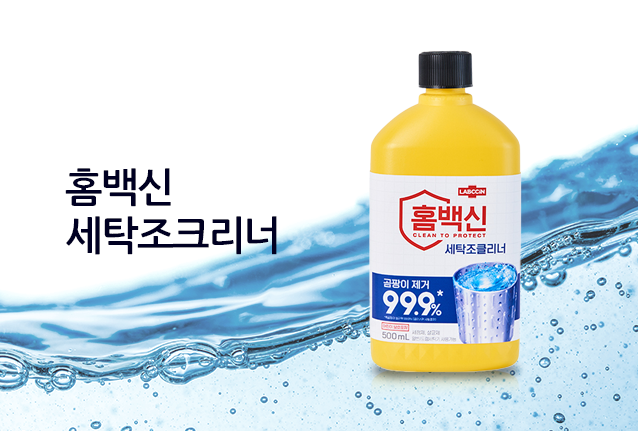 홈백신
세탁조크리너
LABCCiN
홈백신
CLEAN TO PROTECT
세탁조클리너
곰팡이 제거
99.9%*
500mL